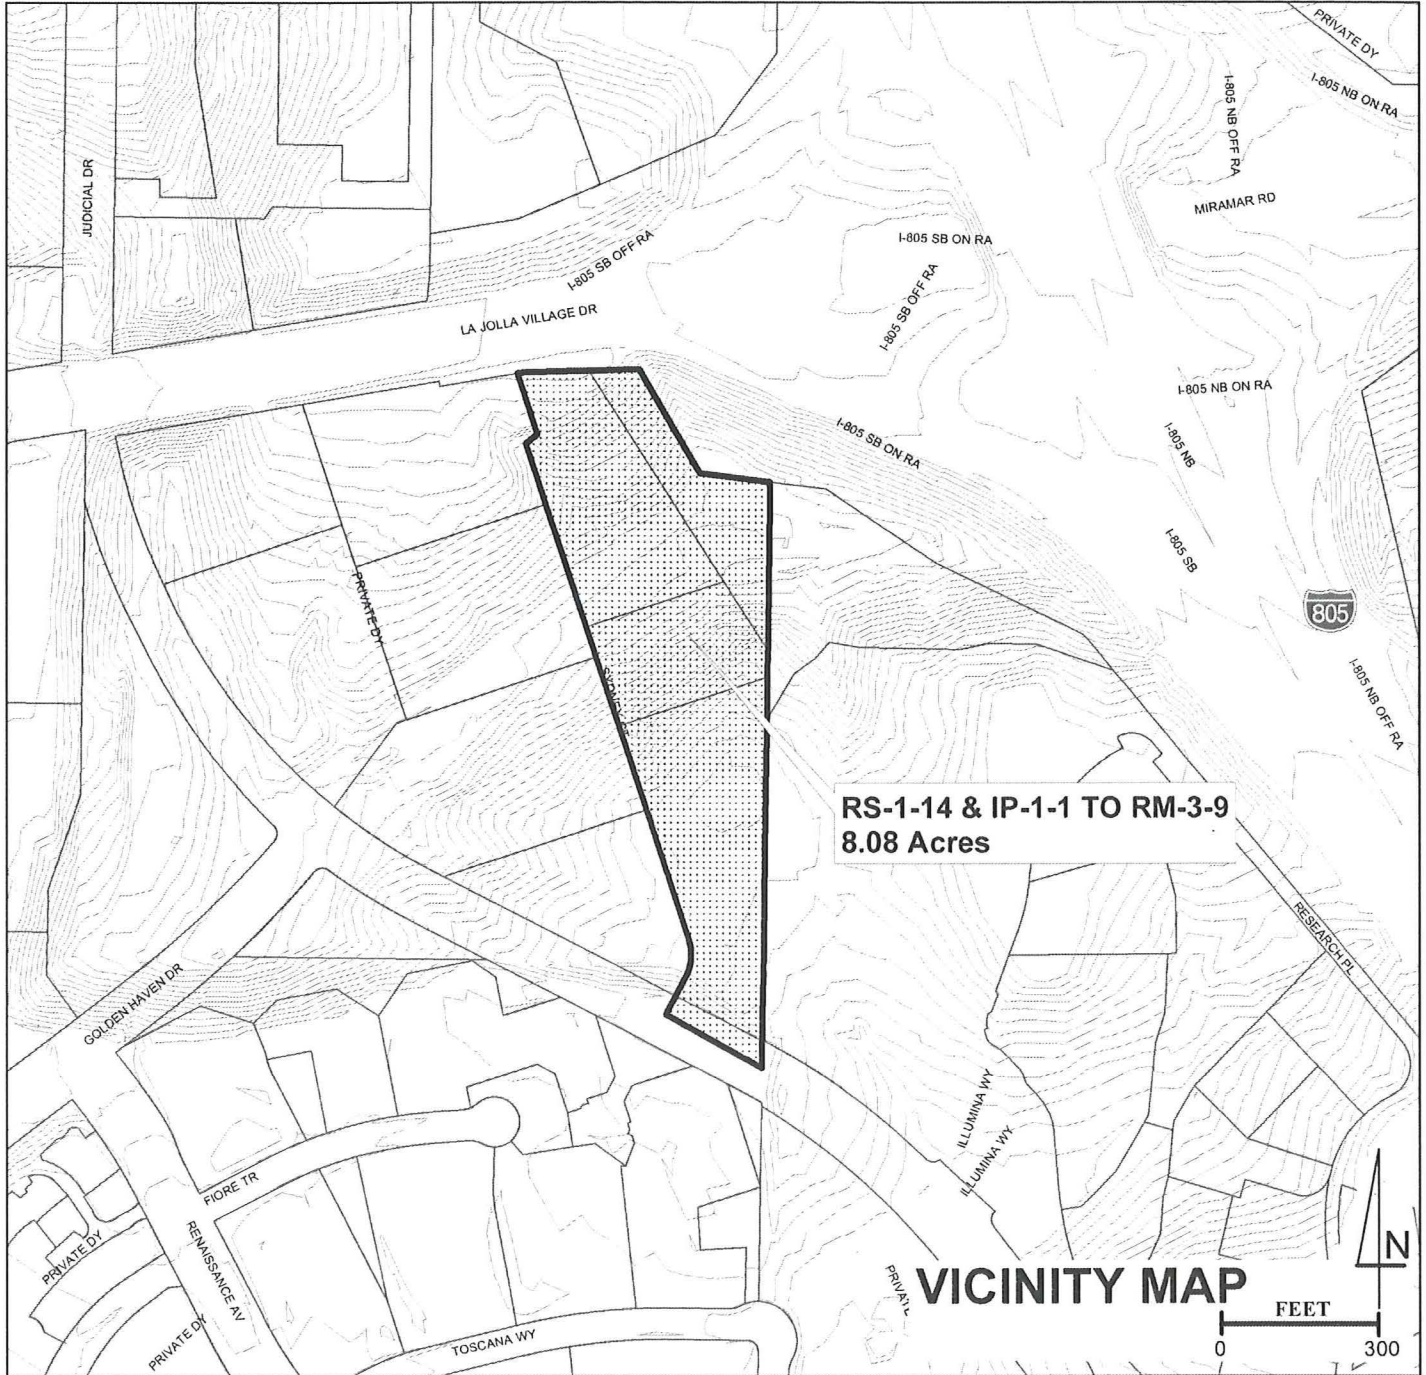 PRIVATE DY
I-805 NB ON RA
I-805 NB OFF RA
MIRAMAR RD
JUDICIAL DR
I-805 SB ON RA
I-805 SB OFF RA
I-805 SB OFF RA
LA JOLLA VILLAGE DR
I-805 NB ON RA
I-805 SB ON RA
I-805 NB
I-805 SB
PRIVATE DY
805
I-805 NB OFF RA
SYDNEY CT
RS-1-14 & IP-1-1 TO RM-3-9
8.08 Acres
RESEARCH PL
GOLDEN HAVEN DR
ILLUMINA WY
ILLUMINA WY
FIORE TR
PRIVATE DY
RENAISSANCE AV
PRIVATE DY
TOSCANA WY
PRIVATE
VICINITY MAP
N
FEET
0 300